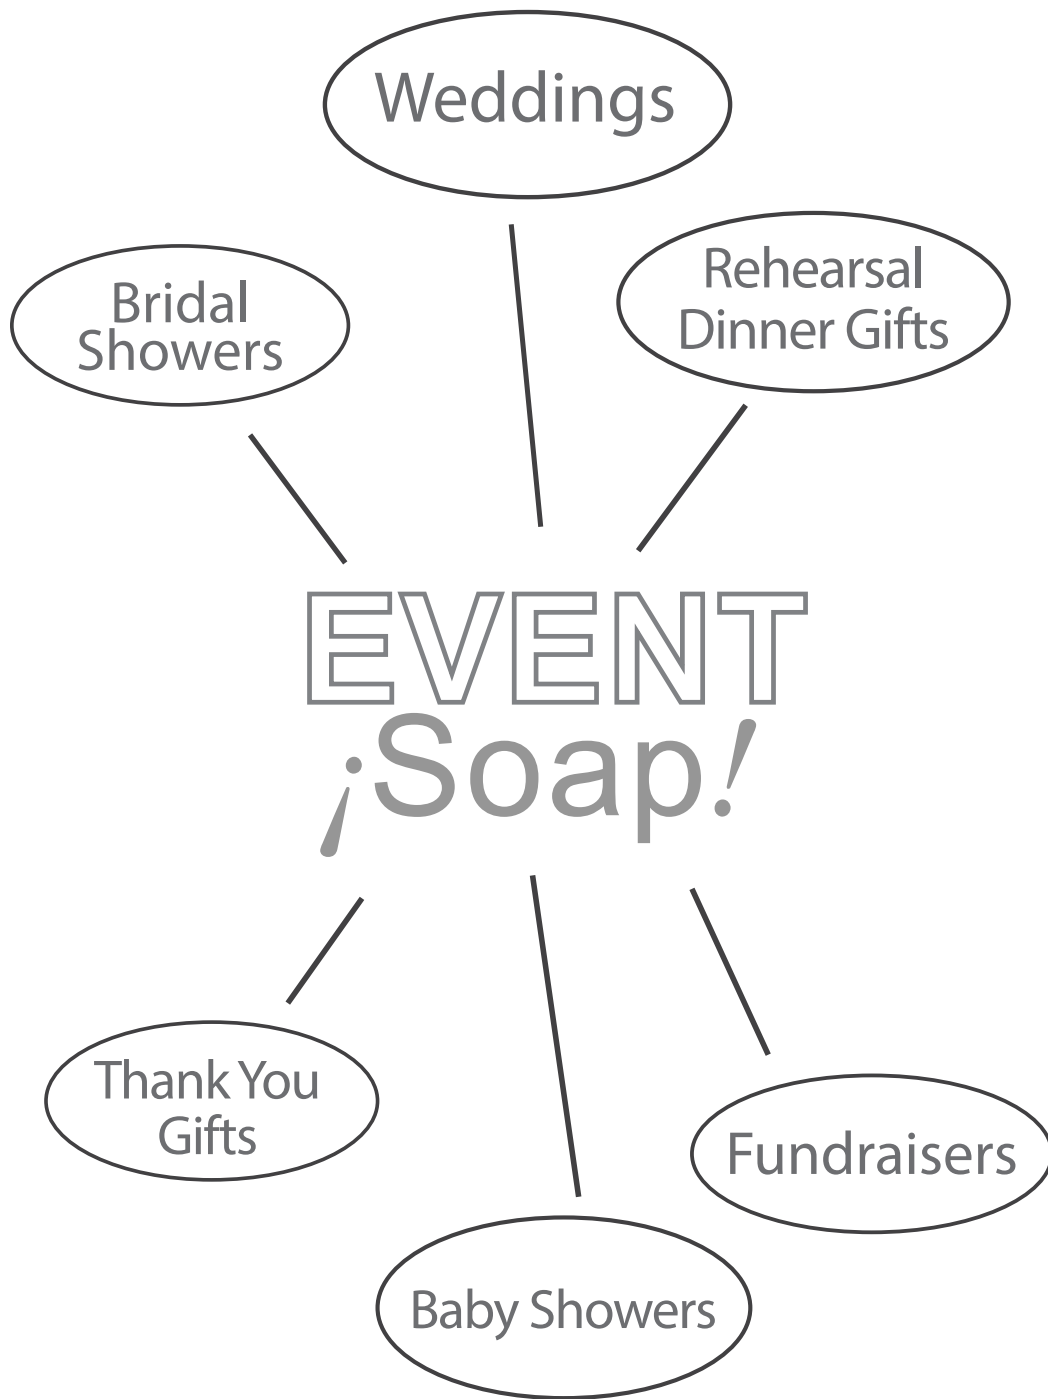 Weddings
Bridal
Showers
Rehearsal
Dinner Gifts
EVENT
¡Soap!
Thank You
Gifts
Fundraisers
Baby Showers